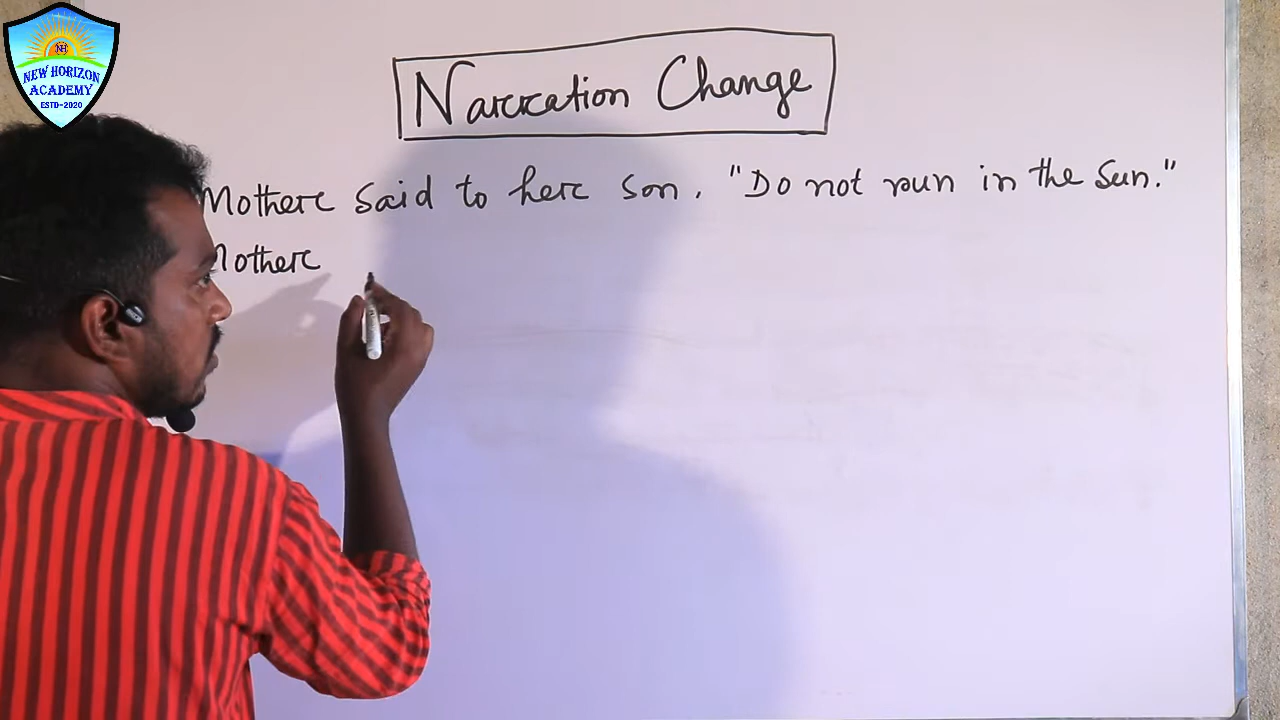 NH
NEW HORIZON
ACADEMY
ESTD-2020
Narration Change
Mother said to her son, "Do not run in the Sun."
Mother